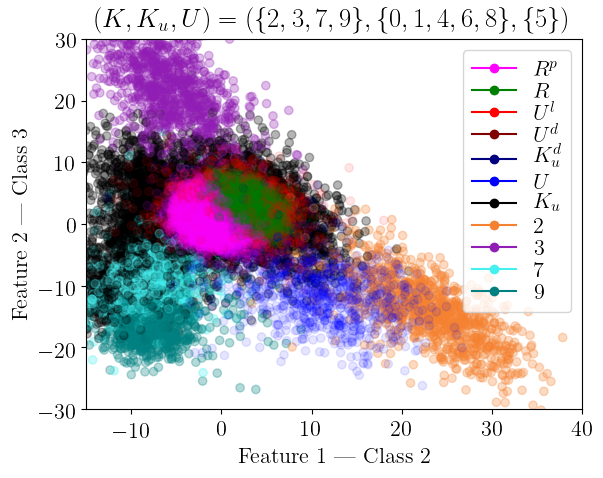 (K, K_u, U) = ({2, 3, 7, 9}, {0, 1, 4, 6, 8}, {5})
30
20
10
0
−10
−20
−30
Feature 2 — Class 3
R^p
R
U^l
U^d
K_u^d
U
K_u
2
3
7
9
−10
0
10
20
30
40
Feature 1 — Class 2